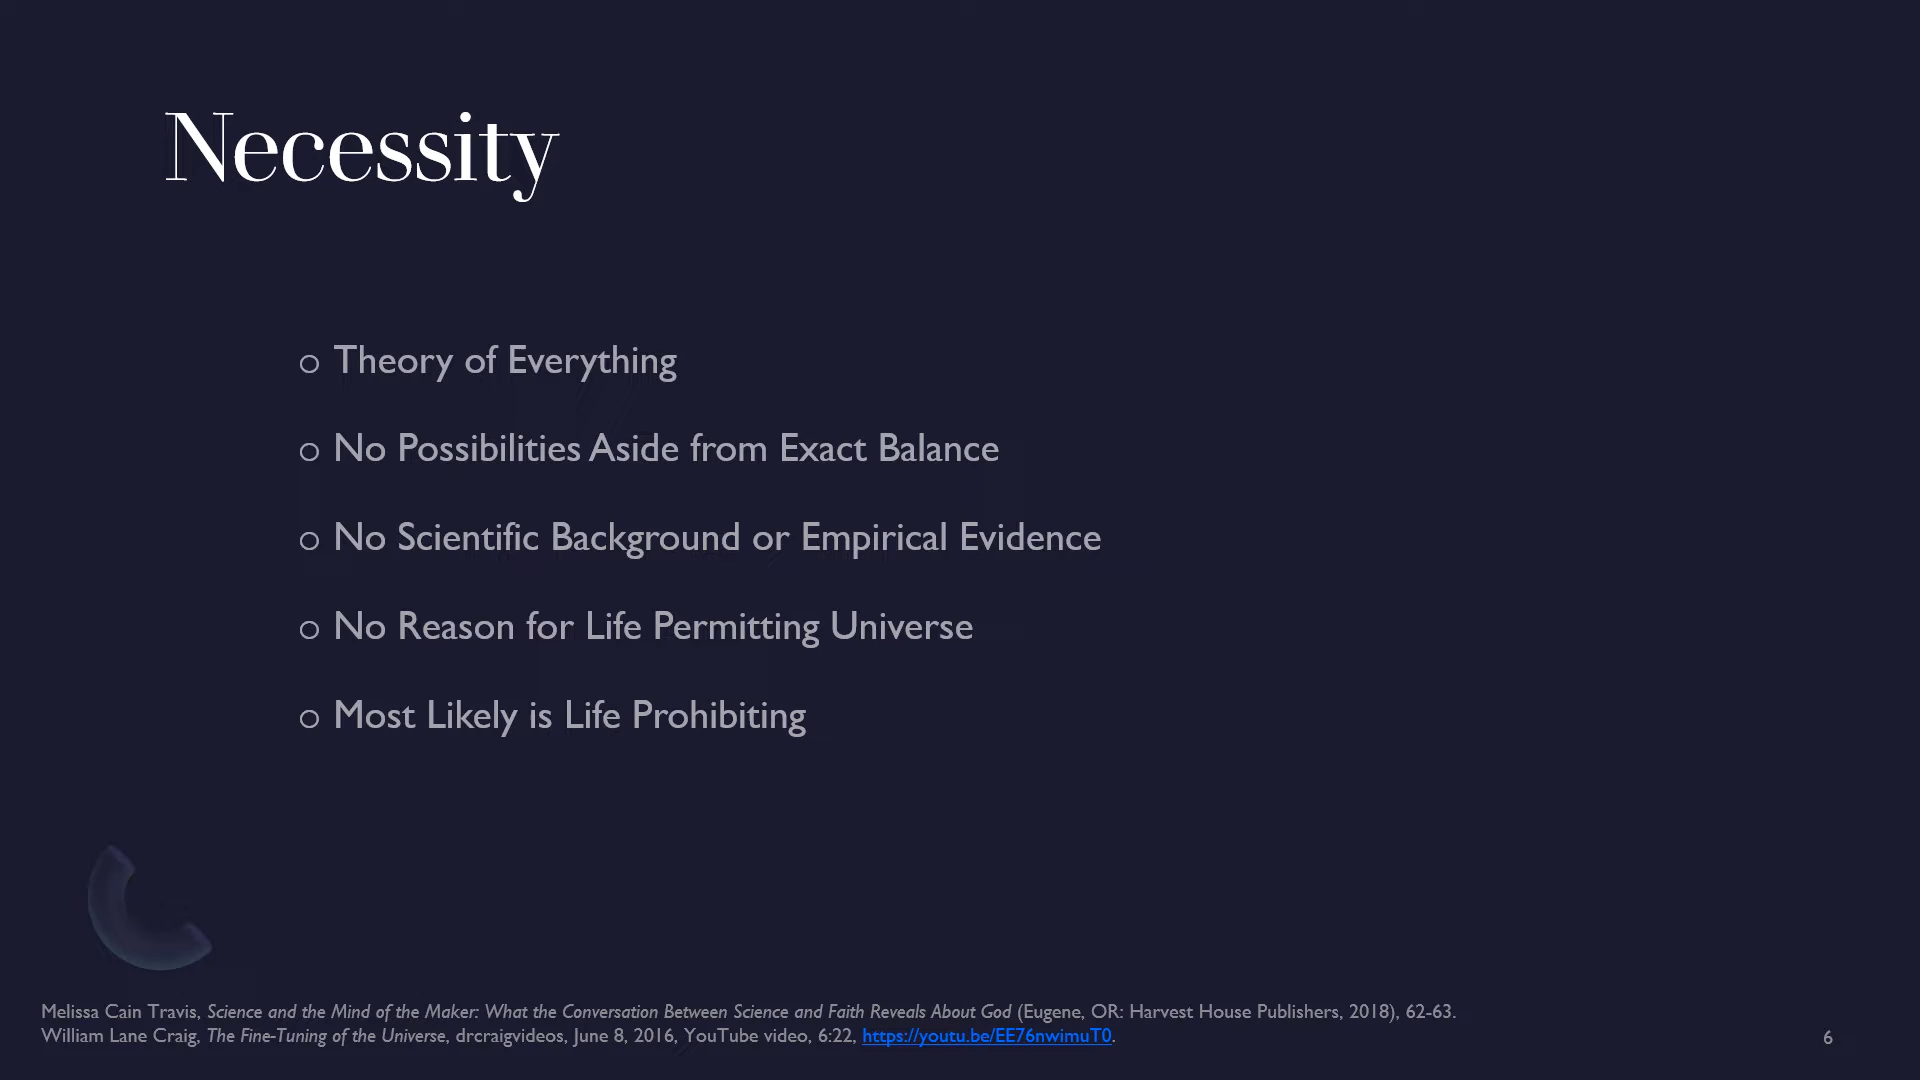 Necessity
o Theory of Everything
o No Possibilities Aside from Exact Balance
o No Scientific Background or Empirical Evidence
o No Reason for Life Permitting Universe
o Most Likely is Life Prohibiting
Melissa Cain Travis, Science and the Mind of the Maker: What the Conversation Between Science and Faith Reveals About God (Eugene, OR: Harvest House Publishers, 2018), 62-63.
William Lane Craig, The Fine-Tuning of the Universe, drcraigvideos, June 8, 2016, YouTube video, 6:22, https://youtu.be/EE76nwimuT0.
6